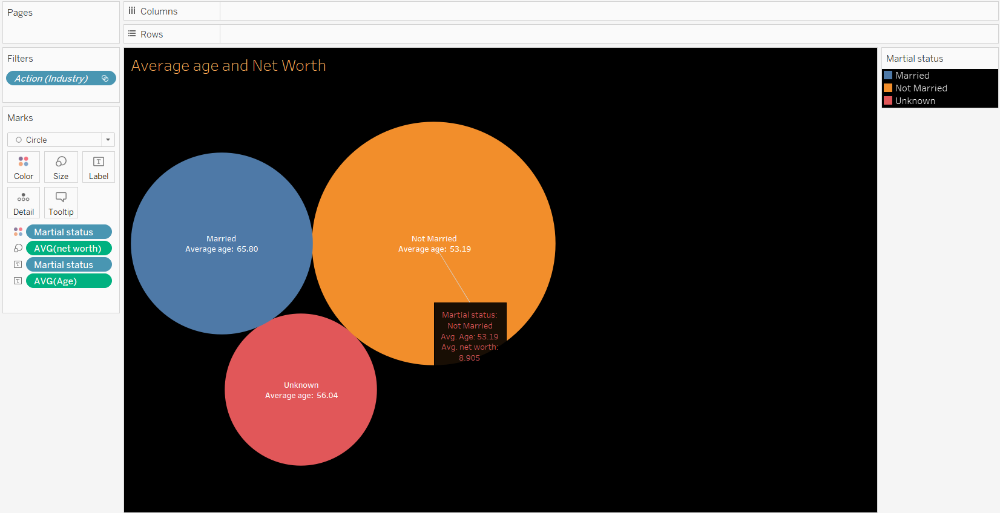 Pages
Columns
Rows
Filters
Action (Industry)
Marks
Circle
Color
Size
Label
Detail
Tooltip
Martial status
AVG(net worth)
Martial status
AVG(Age)
Average age and Net Worth
Married
Average age: 65.80
Not Married
Average age: 53.19
Martial status:
Not Married
Avg. Age: 53.19
Avg. net worth:
8.905
Unknown
Average age: 56.04
Martial status
Married
Not Married
Unknown